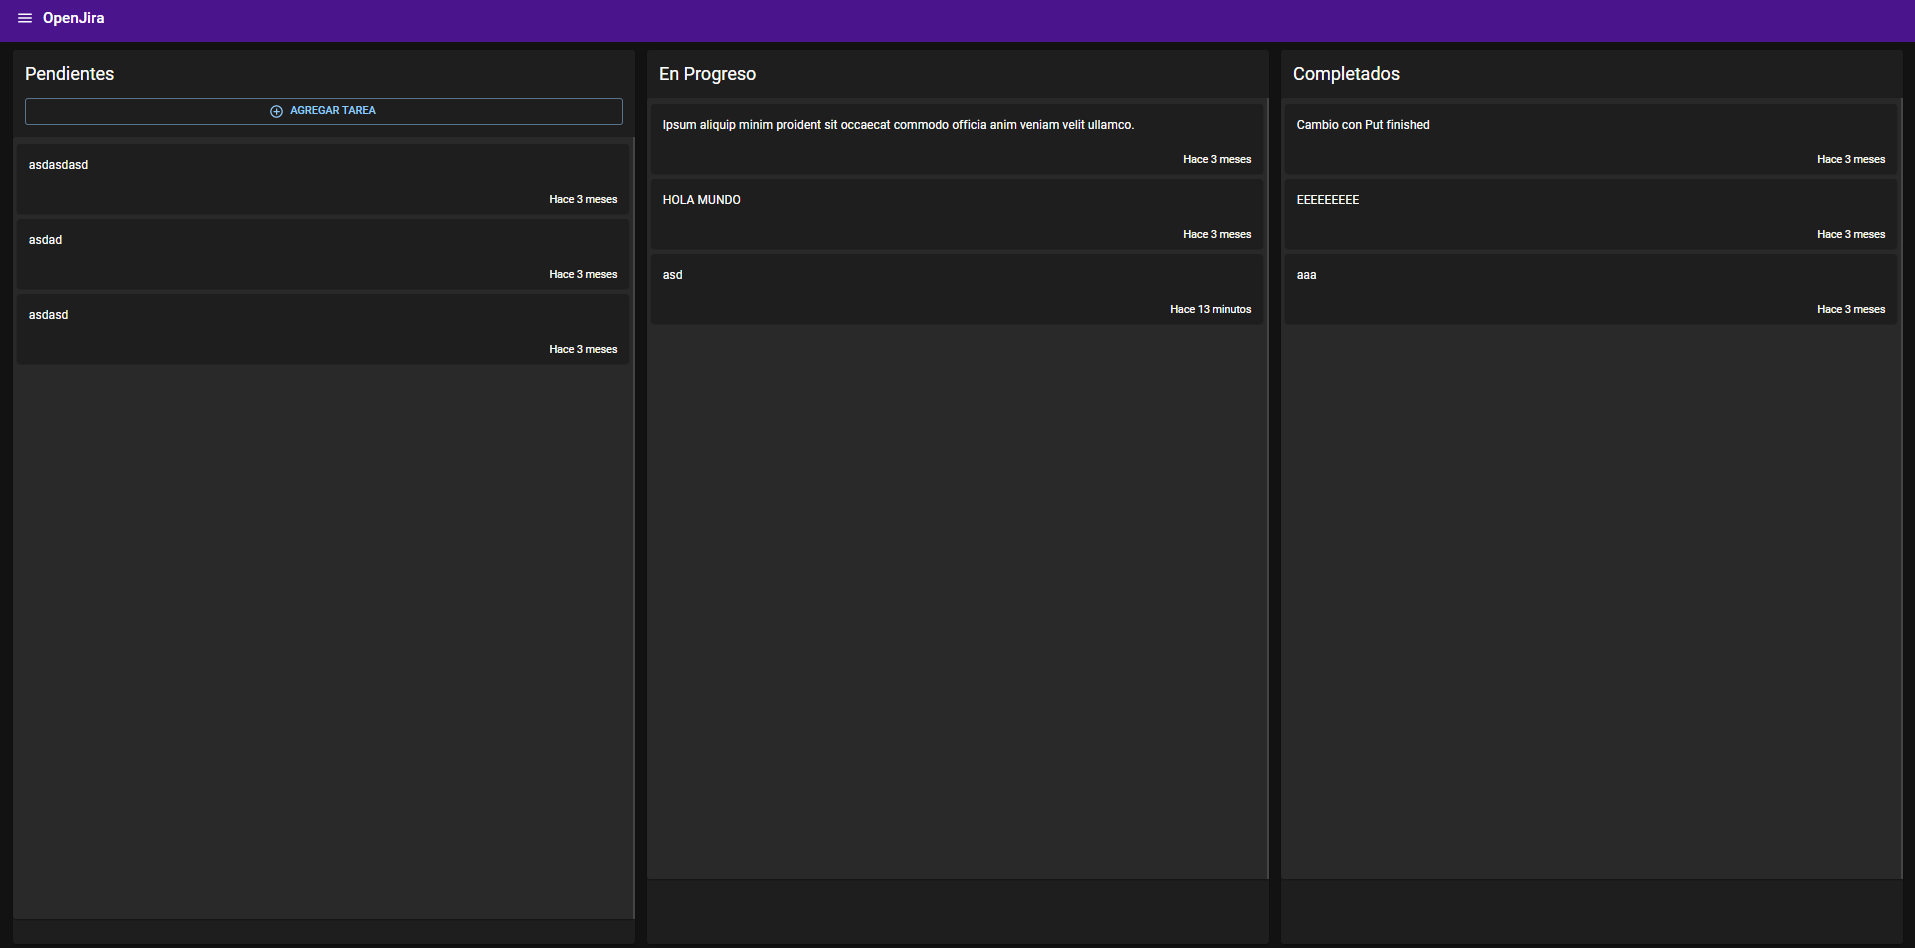 OpenJira
Pendientes
AGREGAR TAREA
asdasdasd
Hace 3 meses
asdad
Hace 3 meses
asdasd
Hace 3 meses
En Progreso
Ipsum aliquip minim proident sit occaecat commodo officia anim veniam velit ullamco.
Hace 3 meses
HOLA MUNDO
Hace 3 meses
asd
Hace 13 minutos
Completados
Cambio con Put finished
Hace 3 meses
EEEEEEEEE
Hace 3 meses
aaa
Hace 3 meses